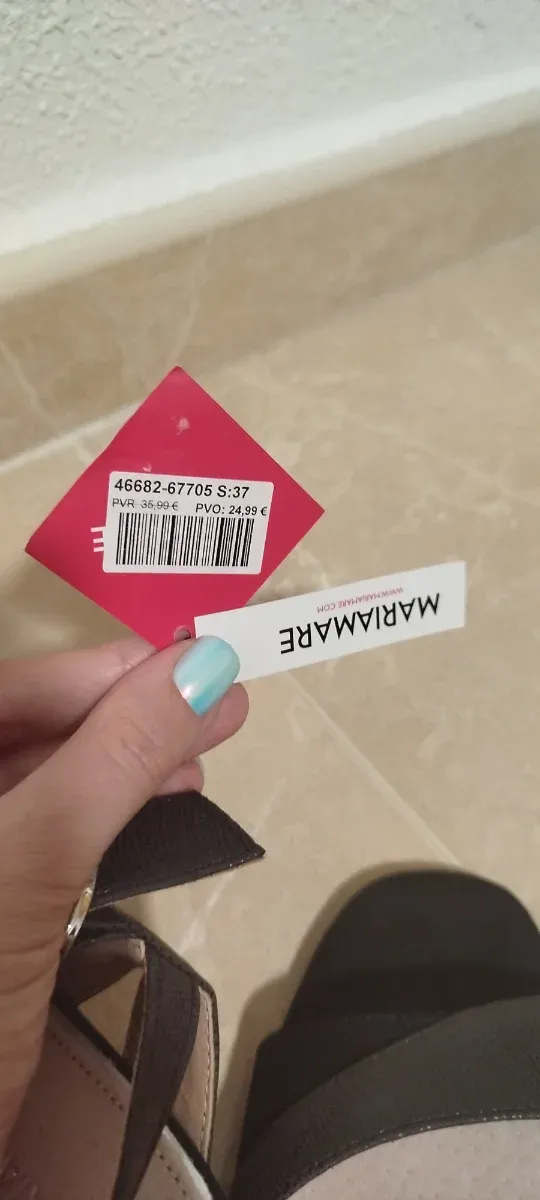 46682-67705 S:37
PVR 35,99 € PVO: 24,99 €
E
MARIAMARE
WWW.MARIAMARE.COM